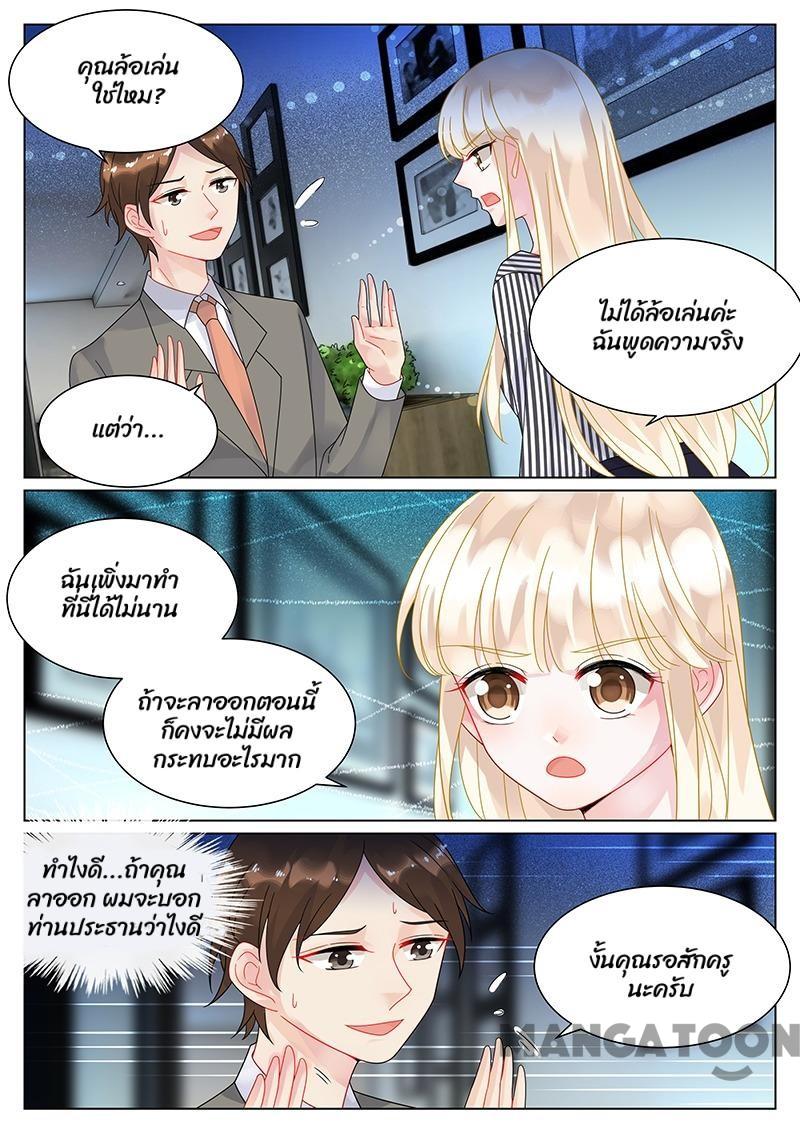 คุณล้อเล่น
ใช่ไหม?
ไม่ได้ล้อเล่นค่ะ
ฉันพูดความจริง
แต่ว่า...
ฉันเพิ่งมาทำ
ที่นี่ได้ไม่นาน
ถ้าจะลาออกตอนนี้
ก็คงจะไม่มีผล
กระทบอะไรมาก
ทำไงดี...ถ้าคุณ
ลาออก ผมจะบอก
ท่านประธานว่าไงดี
งั้นคุณรอสักครู่
นะครับ
MANGATOON